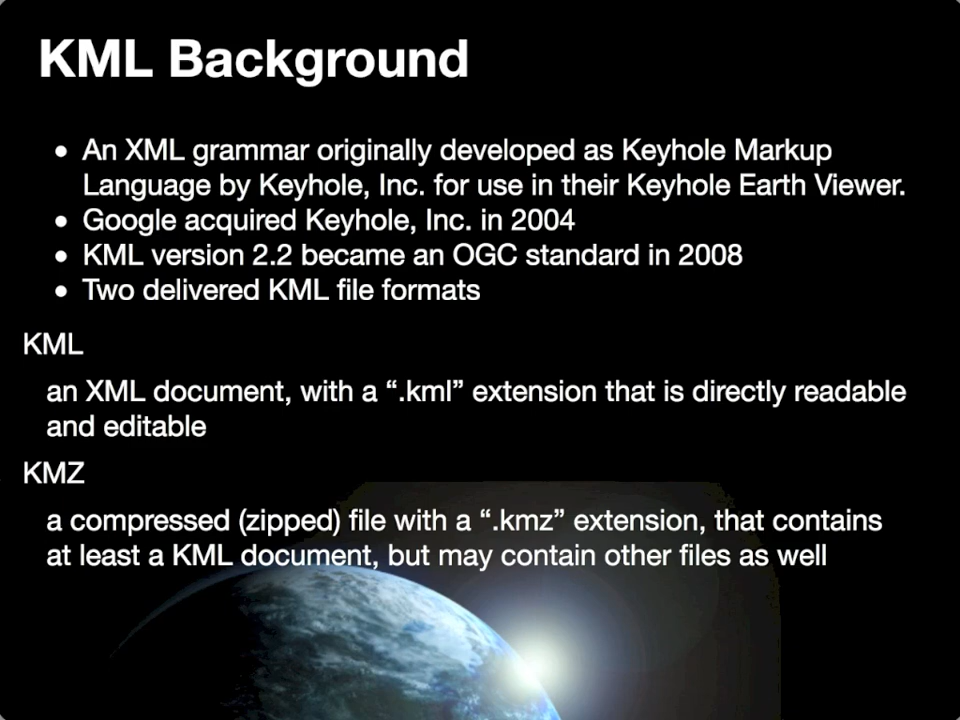 KML Background
• An XML grammar originally developed as Keyhole Markup
Language by Keyhole, Inc. for use in their Keyhole Earth Viewer.
• Google acquired Keyhole, Inc. in 2004
• KML version 2.2 became an OGC standard in 2008
• Two delivered KML file formats
KML
an XML document, with a “.kml” extension that is directly readable
and editable
KMZ
a compressed (zipped) file with a “.kmz” extension, that contains
at least a KML document, but may contain other files as well